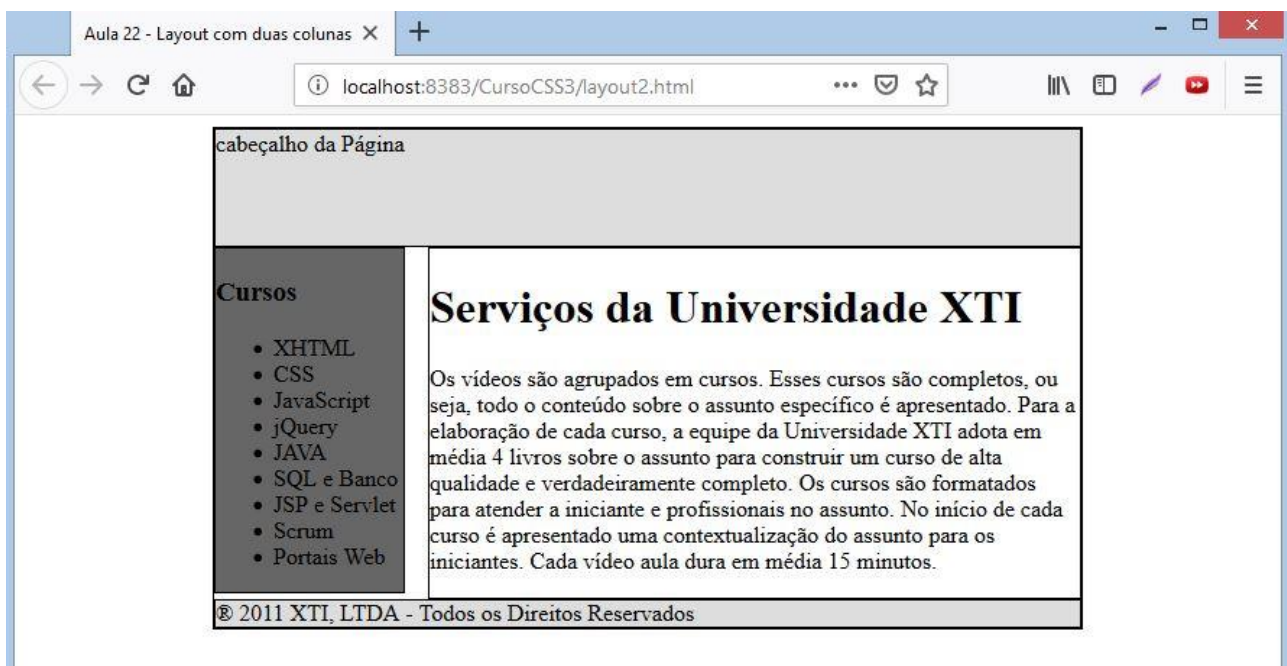 Aula 22 - Layout com duas colunas
localhost:8383/CursoCSS3/layout2.html
cabeçalho da Página
Cursos
• XHTML
• CSS
• JavaScript
• jQuery
• JAVA
• SQL e Banco
• JSP e Servlet
• Scrum
• Portais Web
Serviços da Universidade XTI
Os vídeos são agrupados em cursos. Esses cursos são completos, ou
seja, todo o conteúdo sobre o assunto específico é apresentado. Para a
elaboração de cada curso, a equipe da Universidade XTI adota em
média 4 livros sobre o assunto para construir um curso de alta
qualidade e verdadeiramente completo. Os cursos são formatados
para atender a iniciante e profissionais no assunto. No início de cada
curso é apresentado uma contextualização do assunto para os
iniciantes. Cada vídeo aula dura em média 15 minutos.
® 2011 XTI, LTDA - Todos os Direitos Reservados